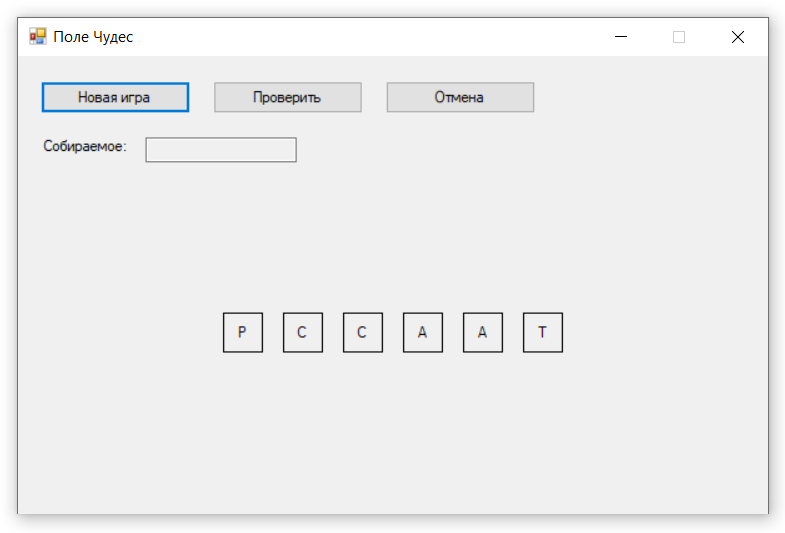 Поле Чудес
Новая игра Проверить Отмена
Собираемое:
Р С С А А Т